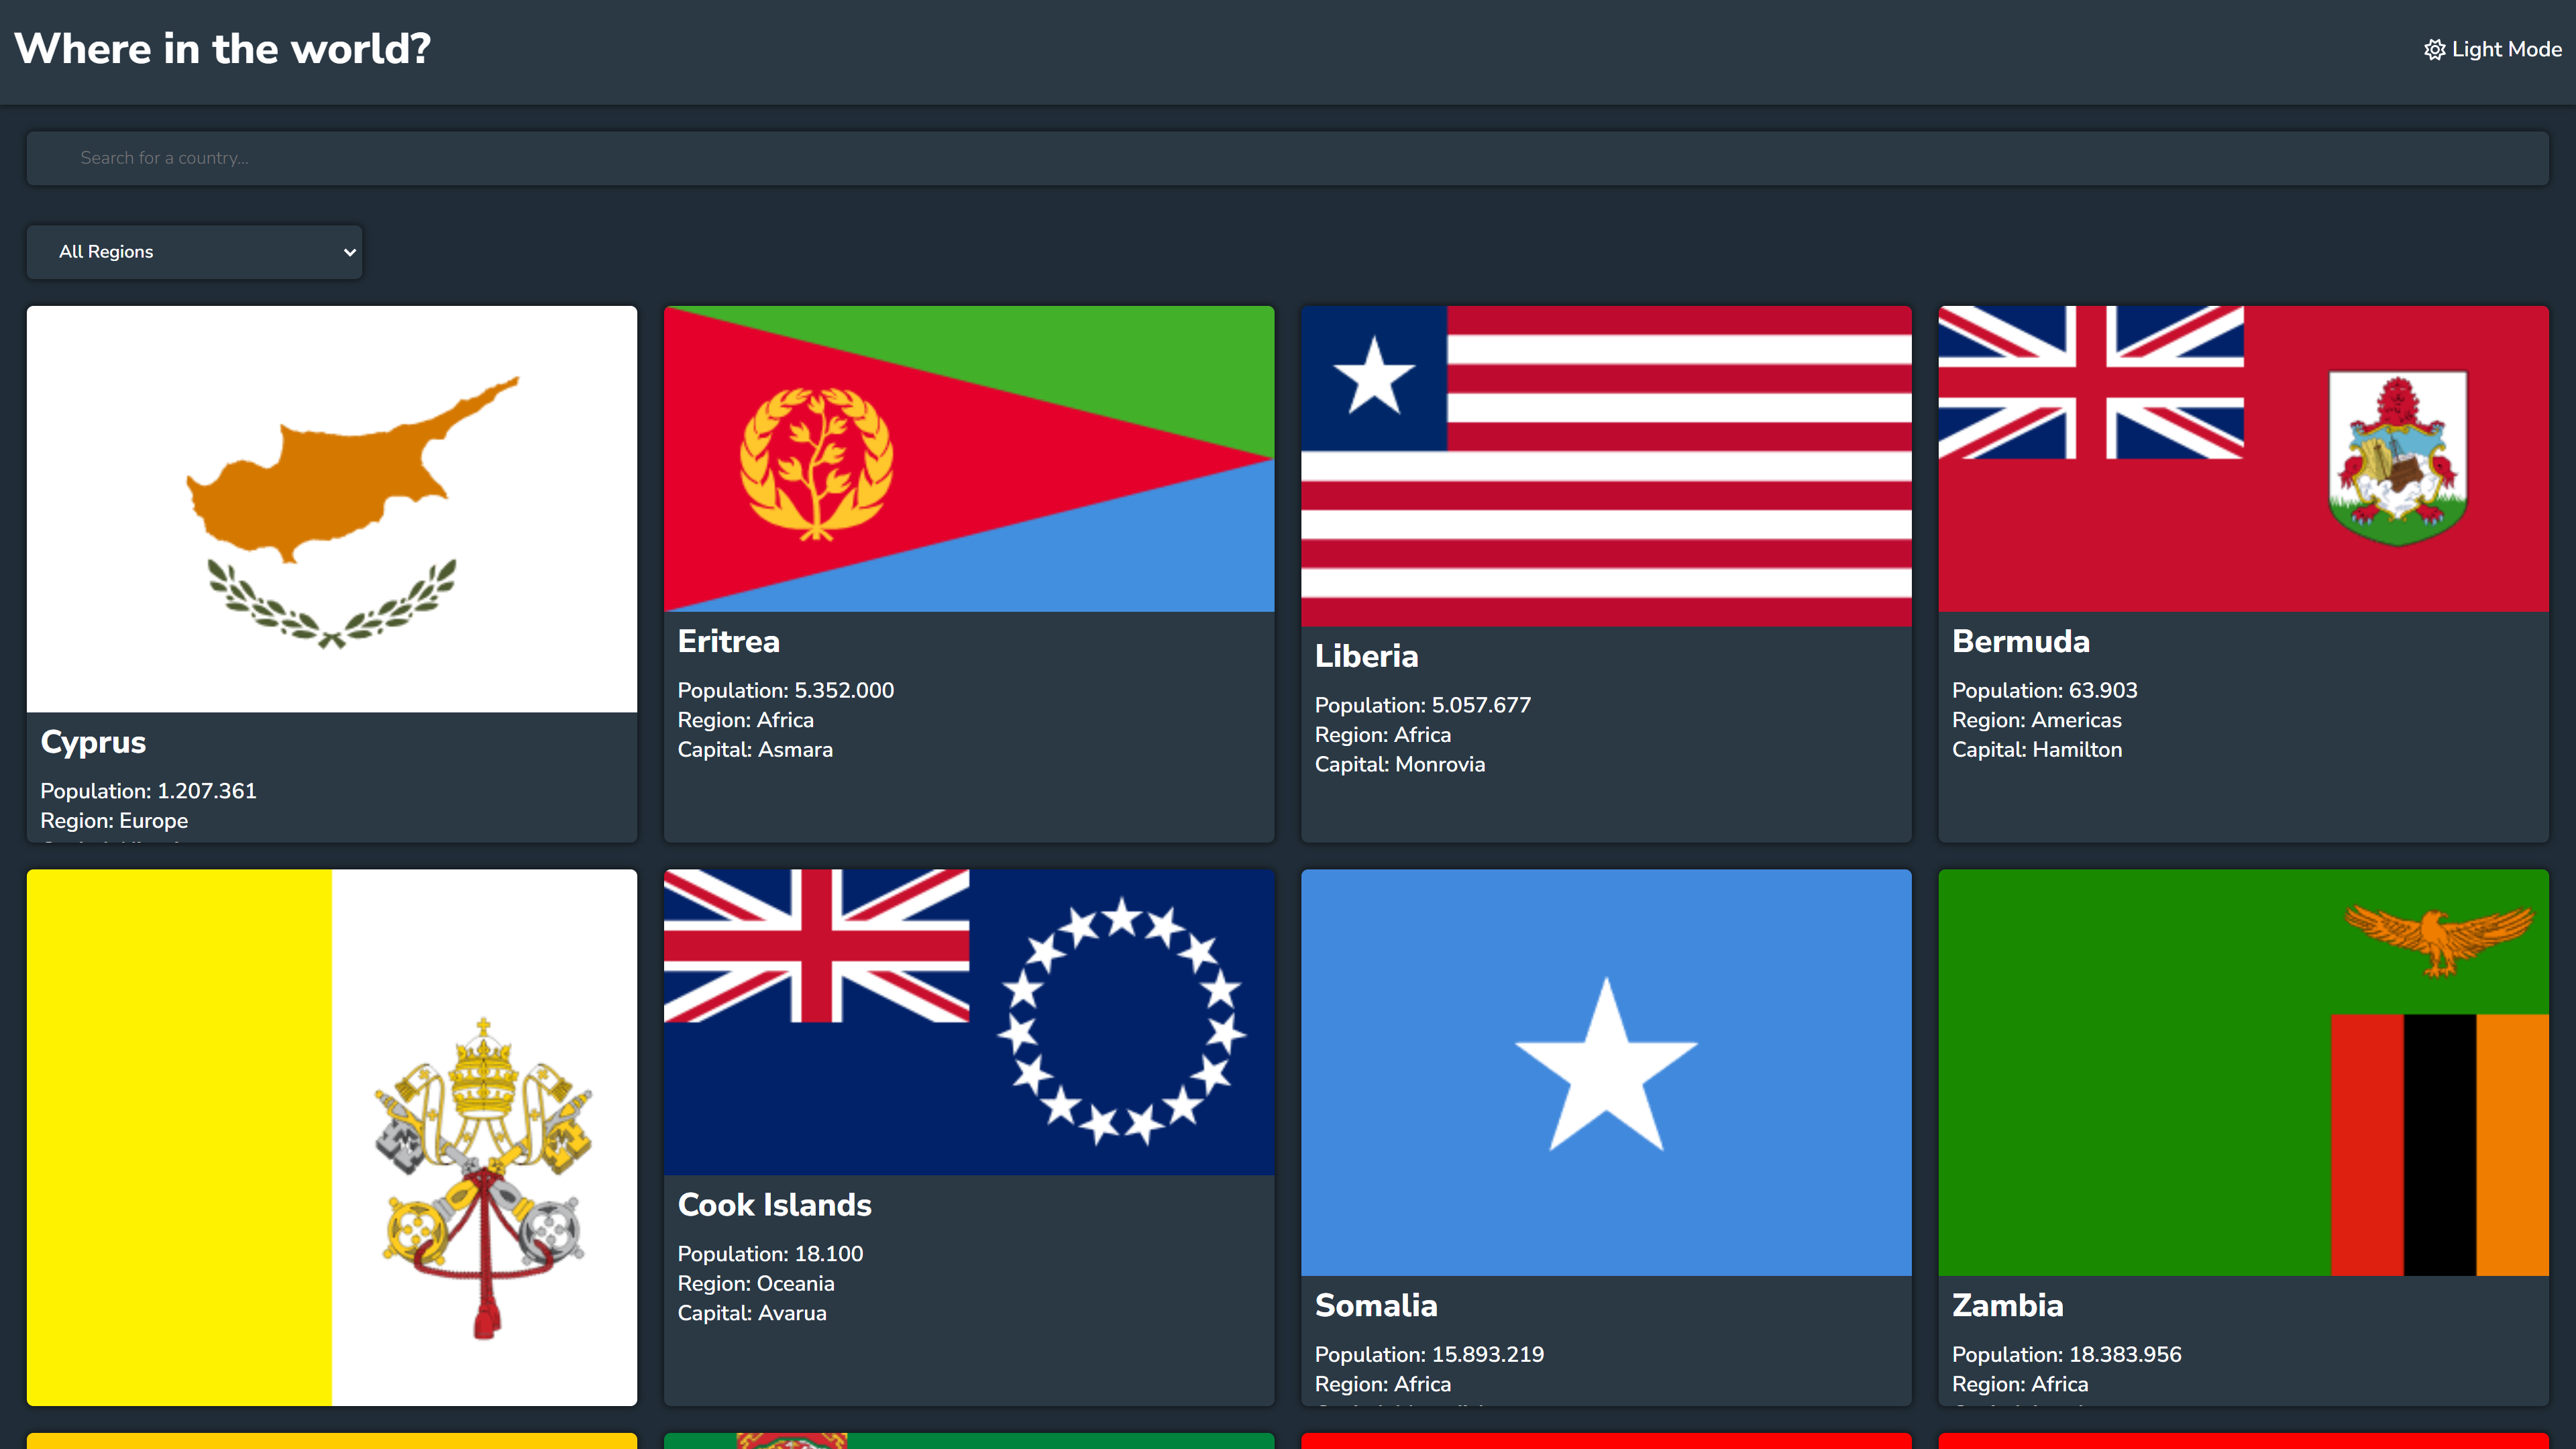 Where in the world?
Light Mode
Search for a country...
All Regions
Cyprus
Population: 1.207.361
Region: Europe
Eritrea
Population: 5.352.000
Region: Africa
Capital: Asmara
Liberia
Population: 5.057.677
Region: Africa
Capital: Monrovia
Bermuda
Population: 63.903
Region: Americas
Capital: Hamilton
Cook Islands
Population: 18.100
Region: Oceania
Capital: Avarua
Somalia
Population: 15.893.219
Region: Africa
Zambia
Population: 18.383.956
Region: Africa